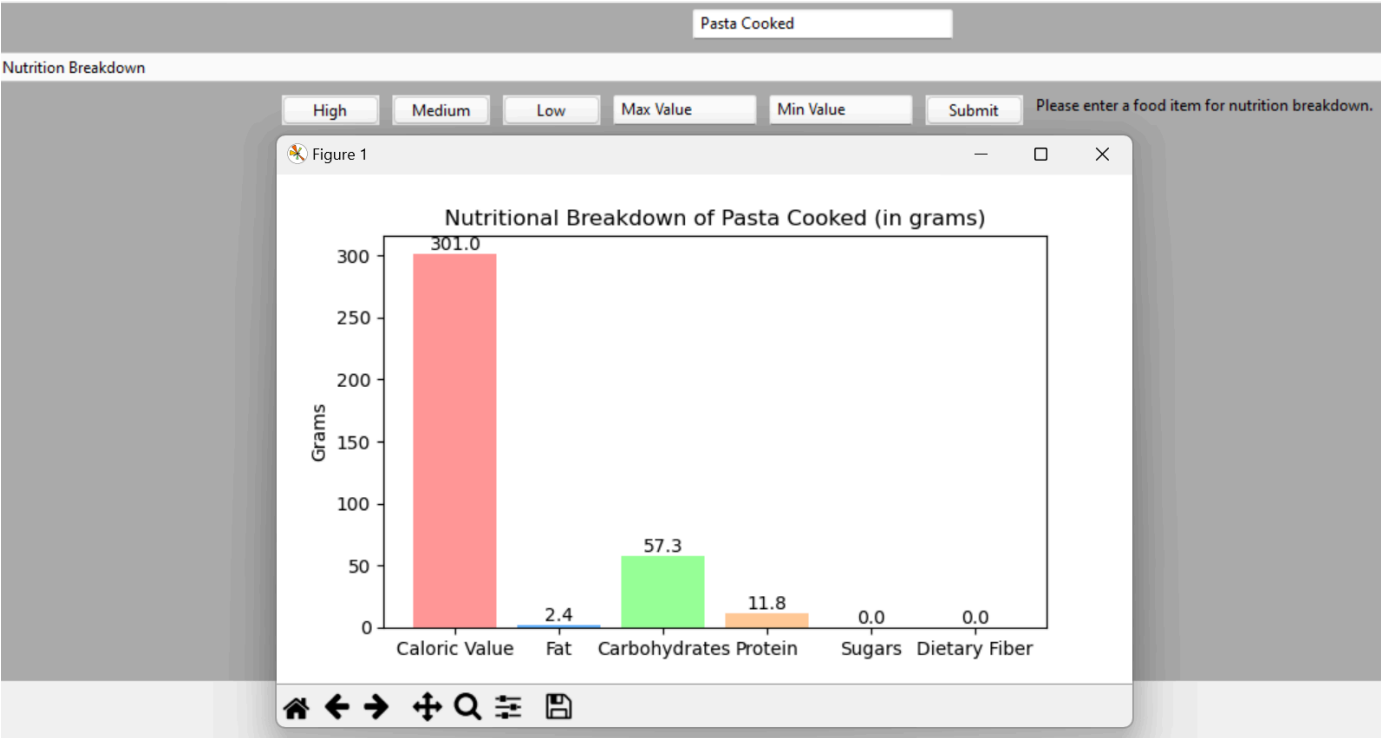 Pasta Cooked
Nutrition Breakdown
High Medium Low Max Value Min Value Submit Please enter a food item for nutrition breakdown.
Figure 1
Nutritional Breakdown of Pasta Cooked (in grams)
301.0
300
250
200
150
100
50
0
Grams
2.4
57.3
11.8
0.0
0.0
Caloric Value Fat Carbohydrates Protein Sugars Dietary Fiber